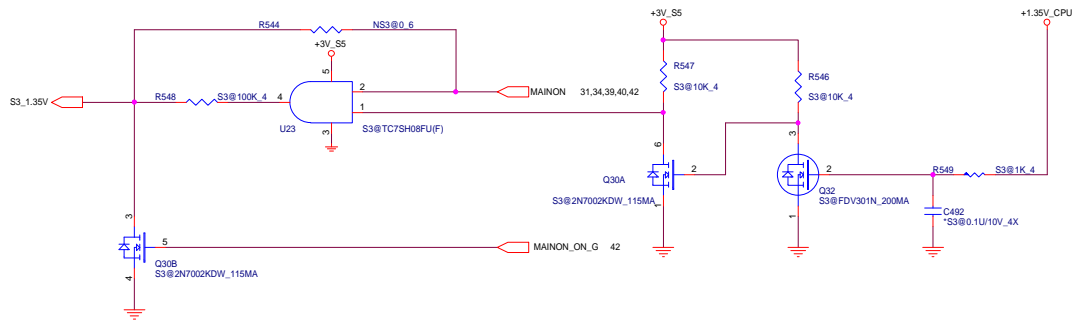 R544
NS3@0_6
+3V_S5
+3V_S5
+1.35V_CPU
5
R547
S3@10K_4
R546
S3@10K_4
S3_1.35V
R548
S3@100K_4
4
2
1
MAINON
31,34,39,40,42
U23
3
S3@TC7SH08FU(F)
6
3
Q30A
2
2
R549
S3@1K_4
S3@2N7002KDW_115MA
1
Q32
S3@FDV301N_200MA
1
C492
*S3@0.1U/10V_4X
3
5
MAINON_ON_G
42
Q30B
S3@2N7002KDW_115MA
4